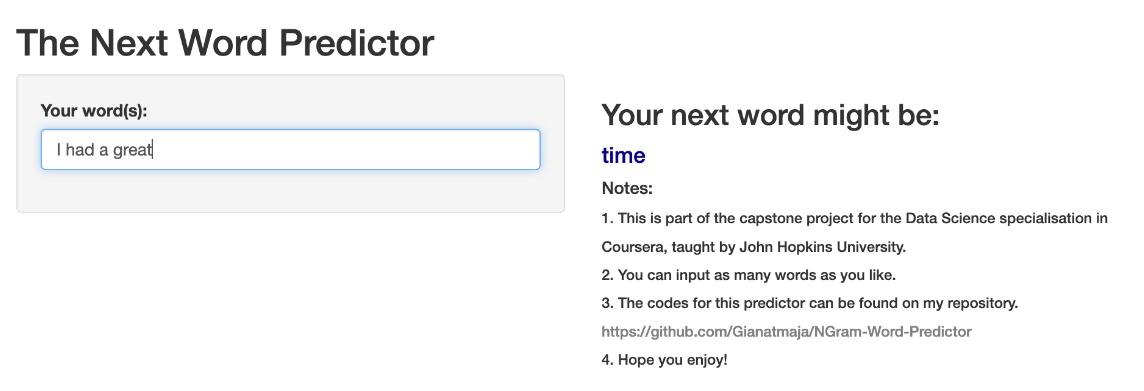 The Next Word Predictor
Your word(s):
I had a great
Your next word might be:
time
Notes:
1. This is part of the capstone project for the Data Science specialisation in
Coursera, taught by John Hopkins University.
2. You can input as many words as you like.
3. The codes for this predictor can be found on my repository.
https://github.com/Gianatmaja/NGram-Word-Predictor
4. Hope you enjoy!